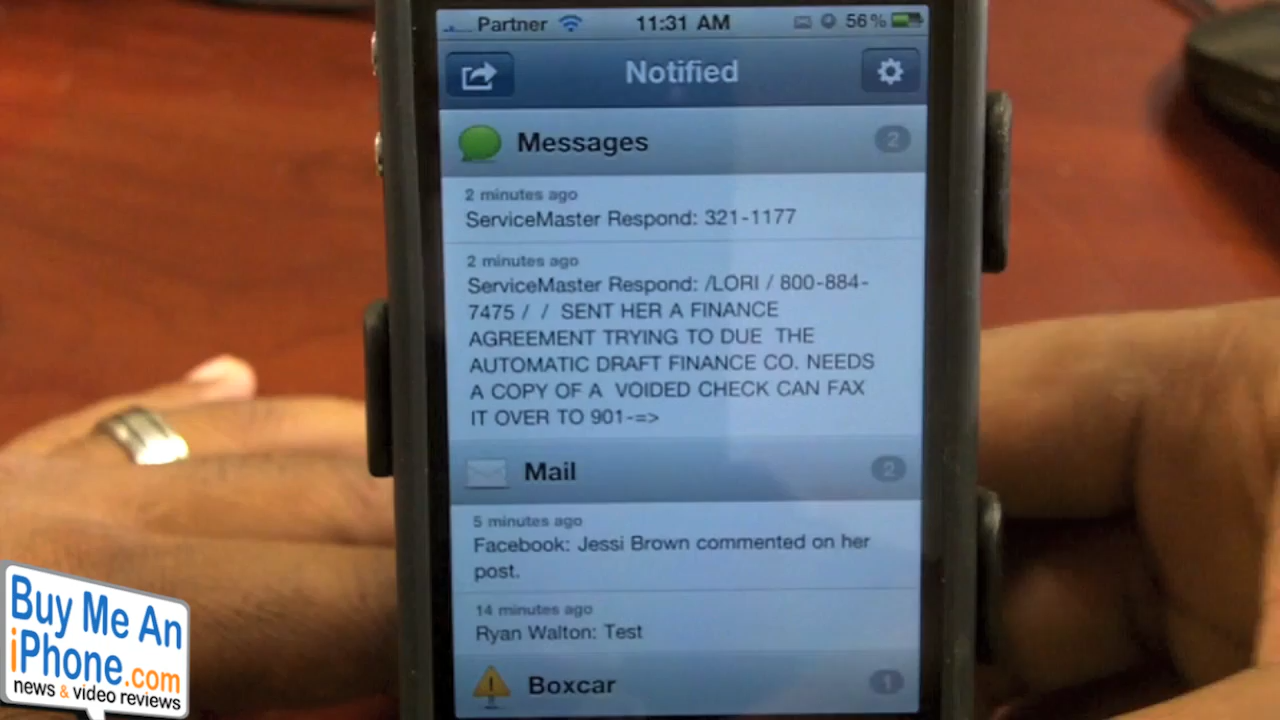 Partner 11:31 AM 56%
Notified
Messages 2
2 minutes ago
ServiceMaster Respond: 321-1177
2 minutes ago
ServiceMaster Respond: /LORI / 800-884-
7475 / / SENT HER A FINANCE
AGREEMENT TRYING TO DUE THE
AUTOMATIC DRAFT FINANCE CO. NEEDS
A COPY OF A VOIDED CHECK CAN FAX
IT OVER TO 901-=>
Mail 2
5 minutes ago
Facebook: Jessi Brown commented on her
post.
14 minutes ago
Ryan Walton: Test
Boxcar 1
Buy Me An
iPhone.com
news & video reviews